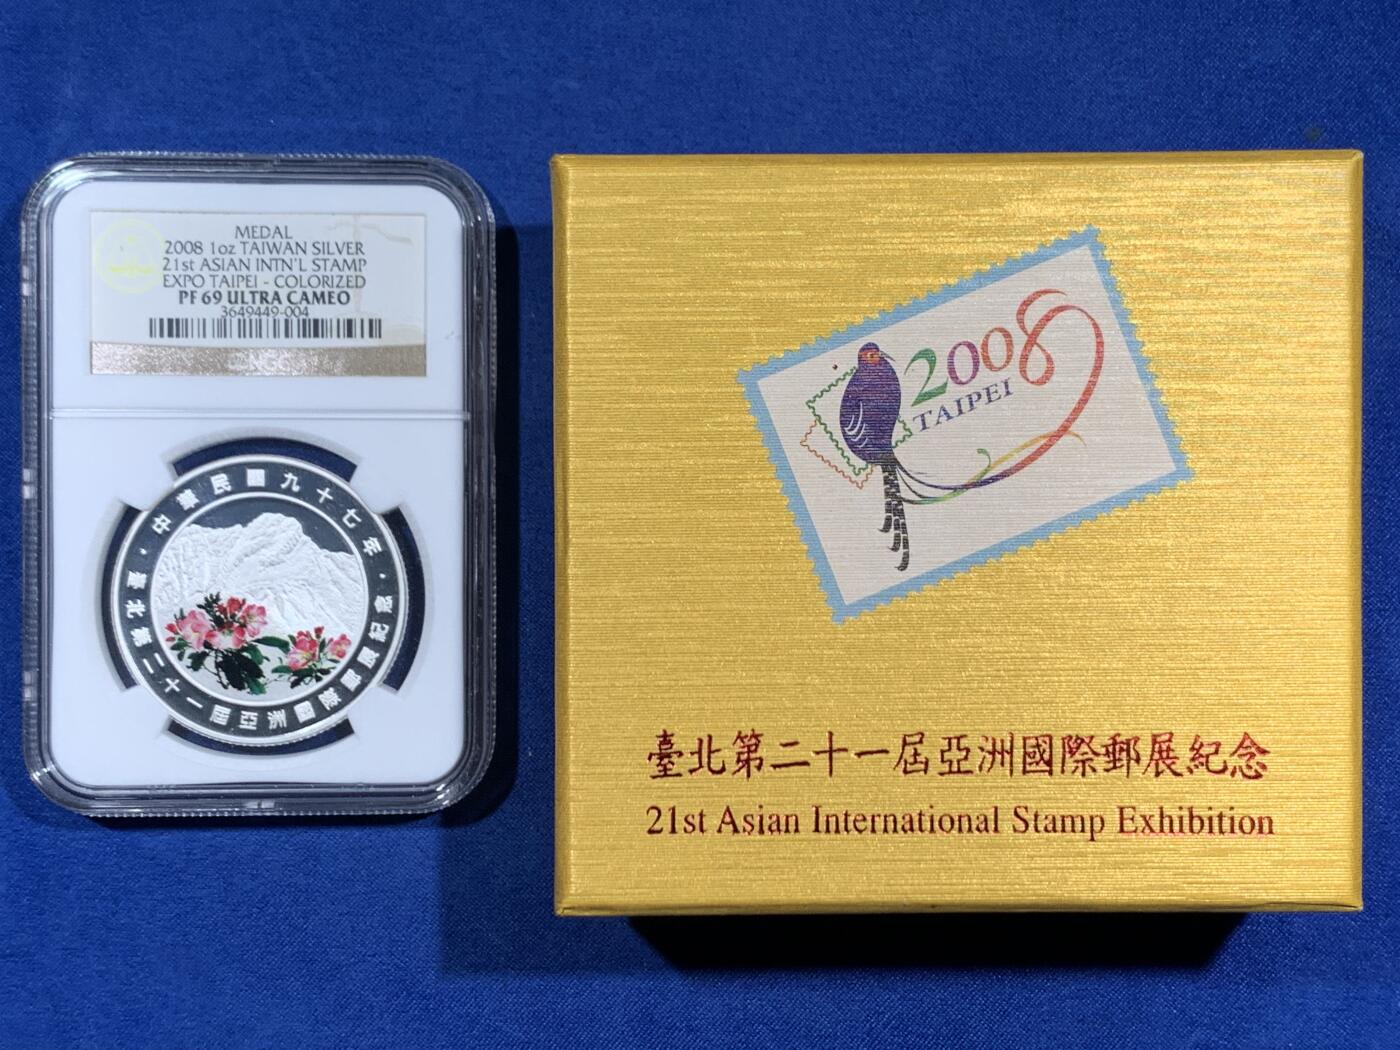 MEDAL
2008 1oz TAIWAN SILVER
21st ASIAN INTN'L STAMP
EXPO TAIPEI - COLORIZED
PF 69 ULTRA CAMEO
3649449-004
中華民國九十七年
臺北第二十一屆亞洲國際郵展紀念
2008
TAIPEI
臺北第二十一屆亞洲國際郵展紀念
21st Asian International Stamp Exhibition